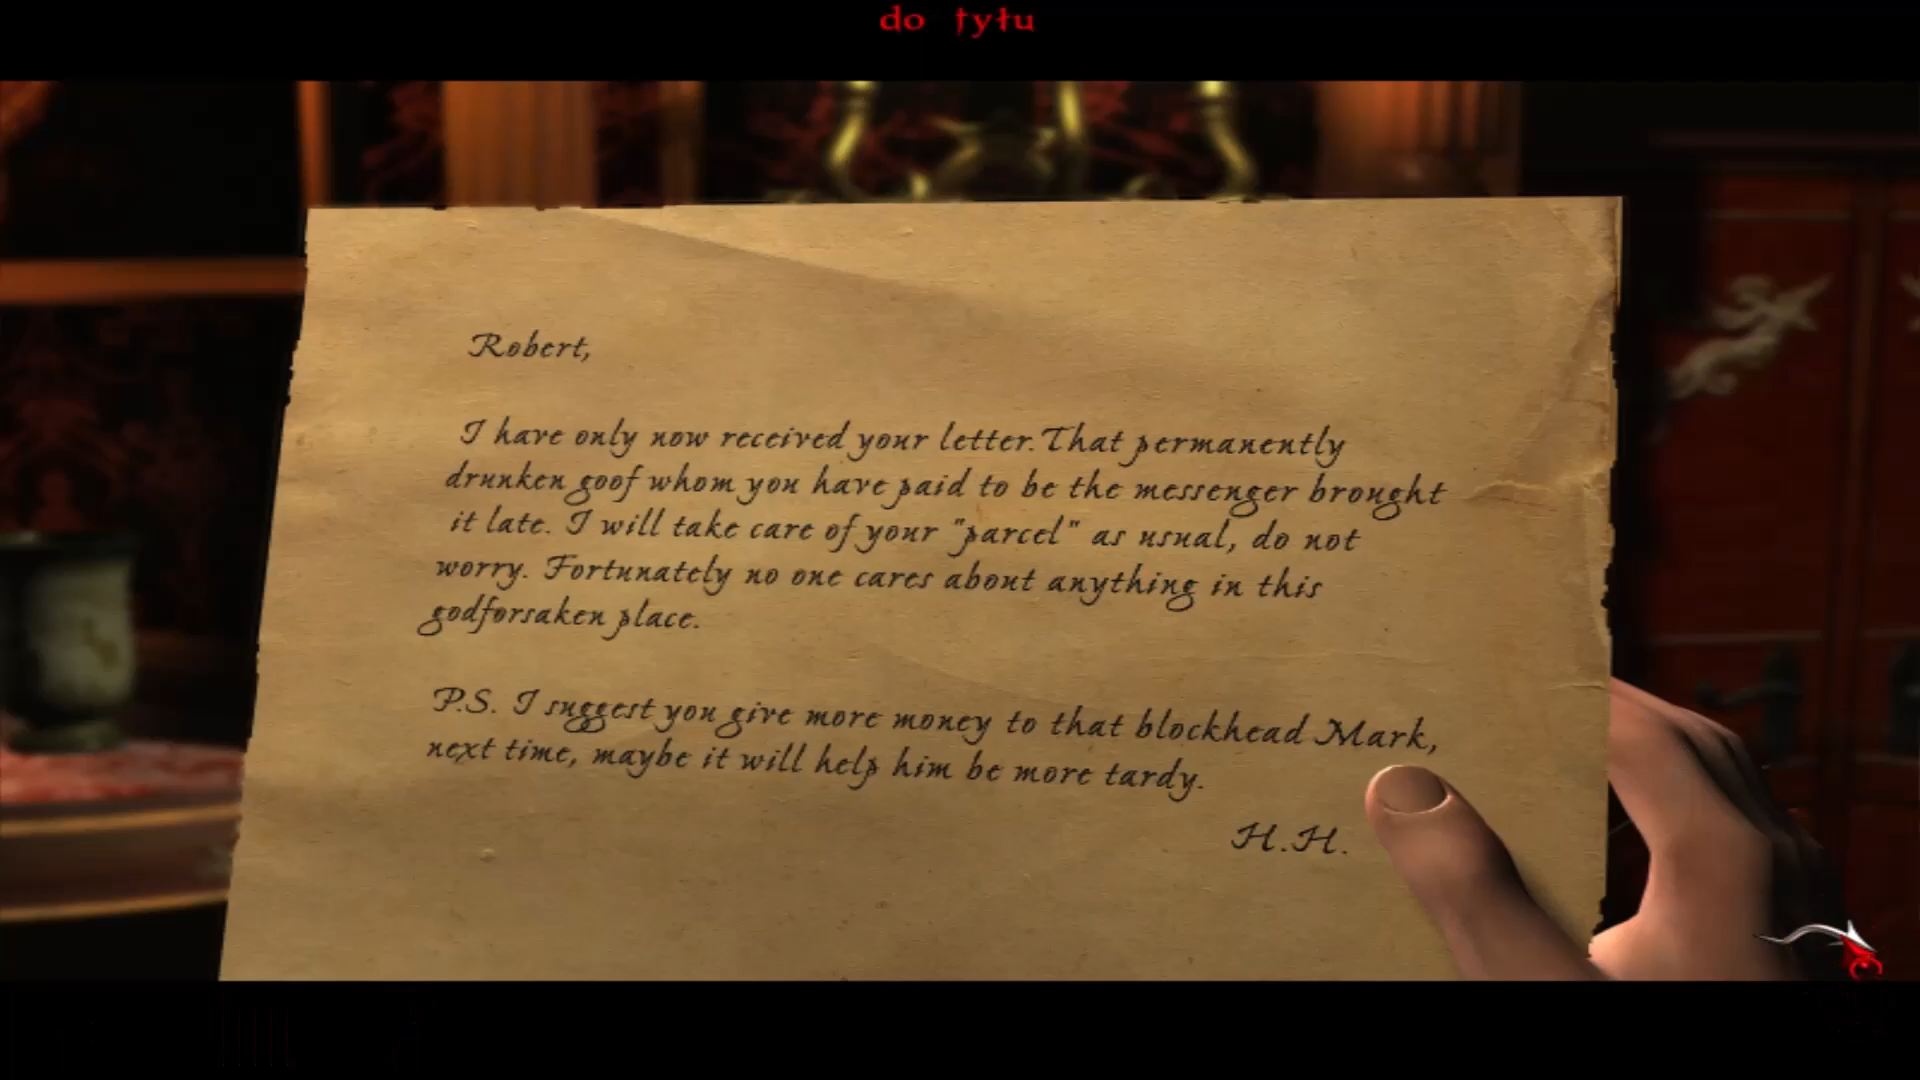 do tyłu
Robert,
I have only now received your letter. That permanently
drunken goof whom you have paid to be the messenger brought
it late. I will take care of your "parcel" as usual, do not
worry. Fortunately no one cares about anything in this
godforsaken place.
P.S. I suggest you give more money to that blockhead Mark,
next time, maybe it will help him be more tardy.
H.H.